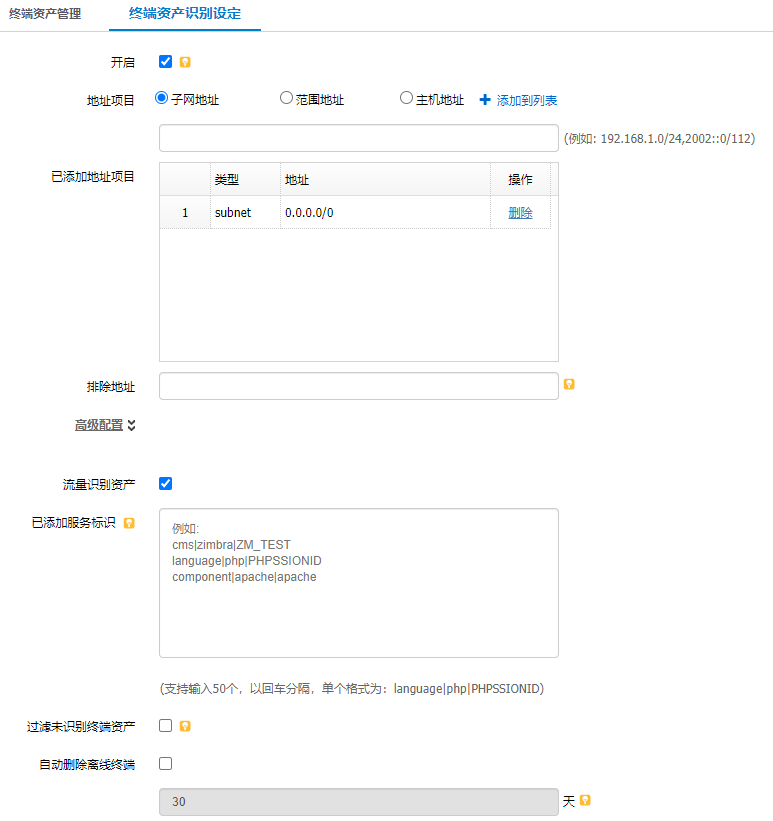 终端资产管理 终端资产识别设定
开启
地址项目 子网地址 范围地址 主机地址 添加到列表
(例如: 192.168.1.0/24,2002::0/112)
已添加地址项目
类型 地址 操作
1 subnet 0.0.0.0/0 删除
排除地址
高级配置
流量识别资产
已添加服务标识
例如:
cms|zimbra|ZM_TEST
language|php|PHPSSIONID
component|apache|apache
(支持输入50个，以回车分隔，单个格式为：language|php|PHPSSIONID)
过滤未识别终端资产
自动删除离线终端
30 天